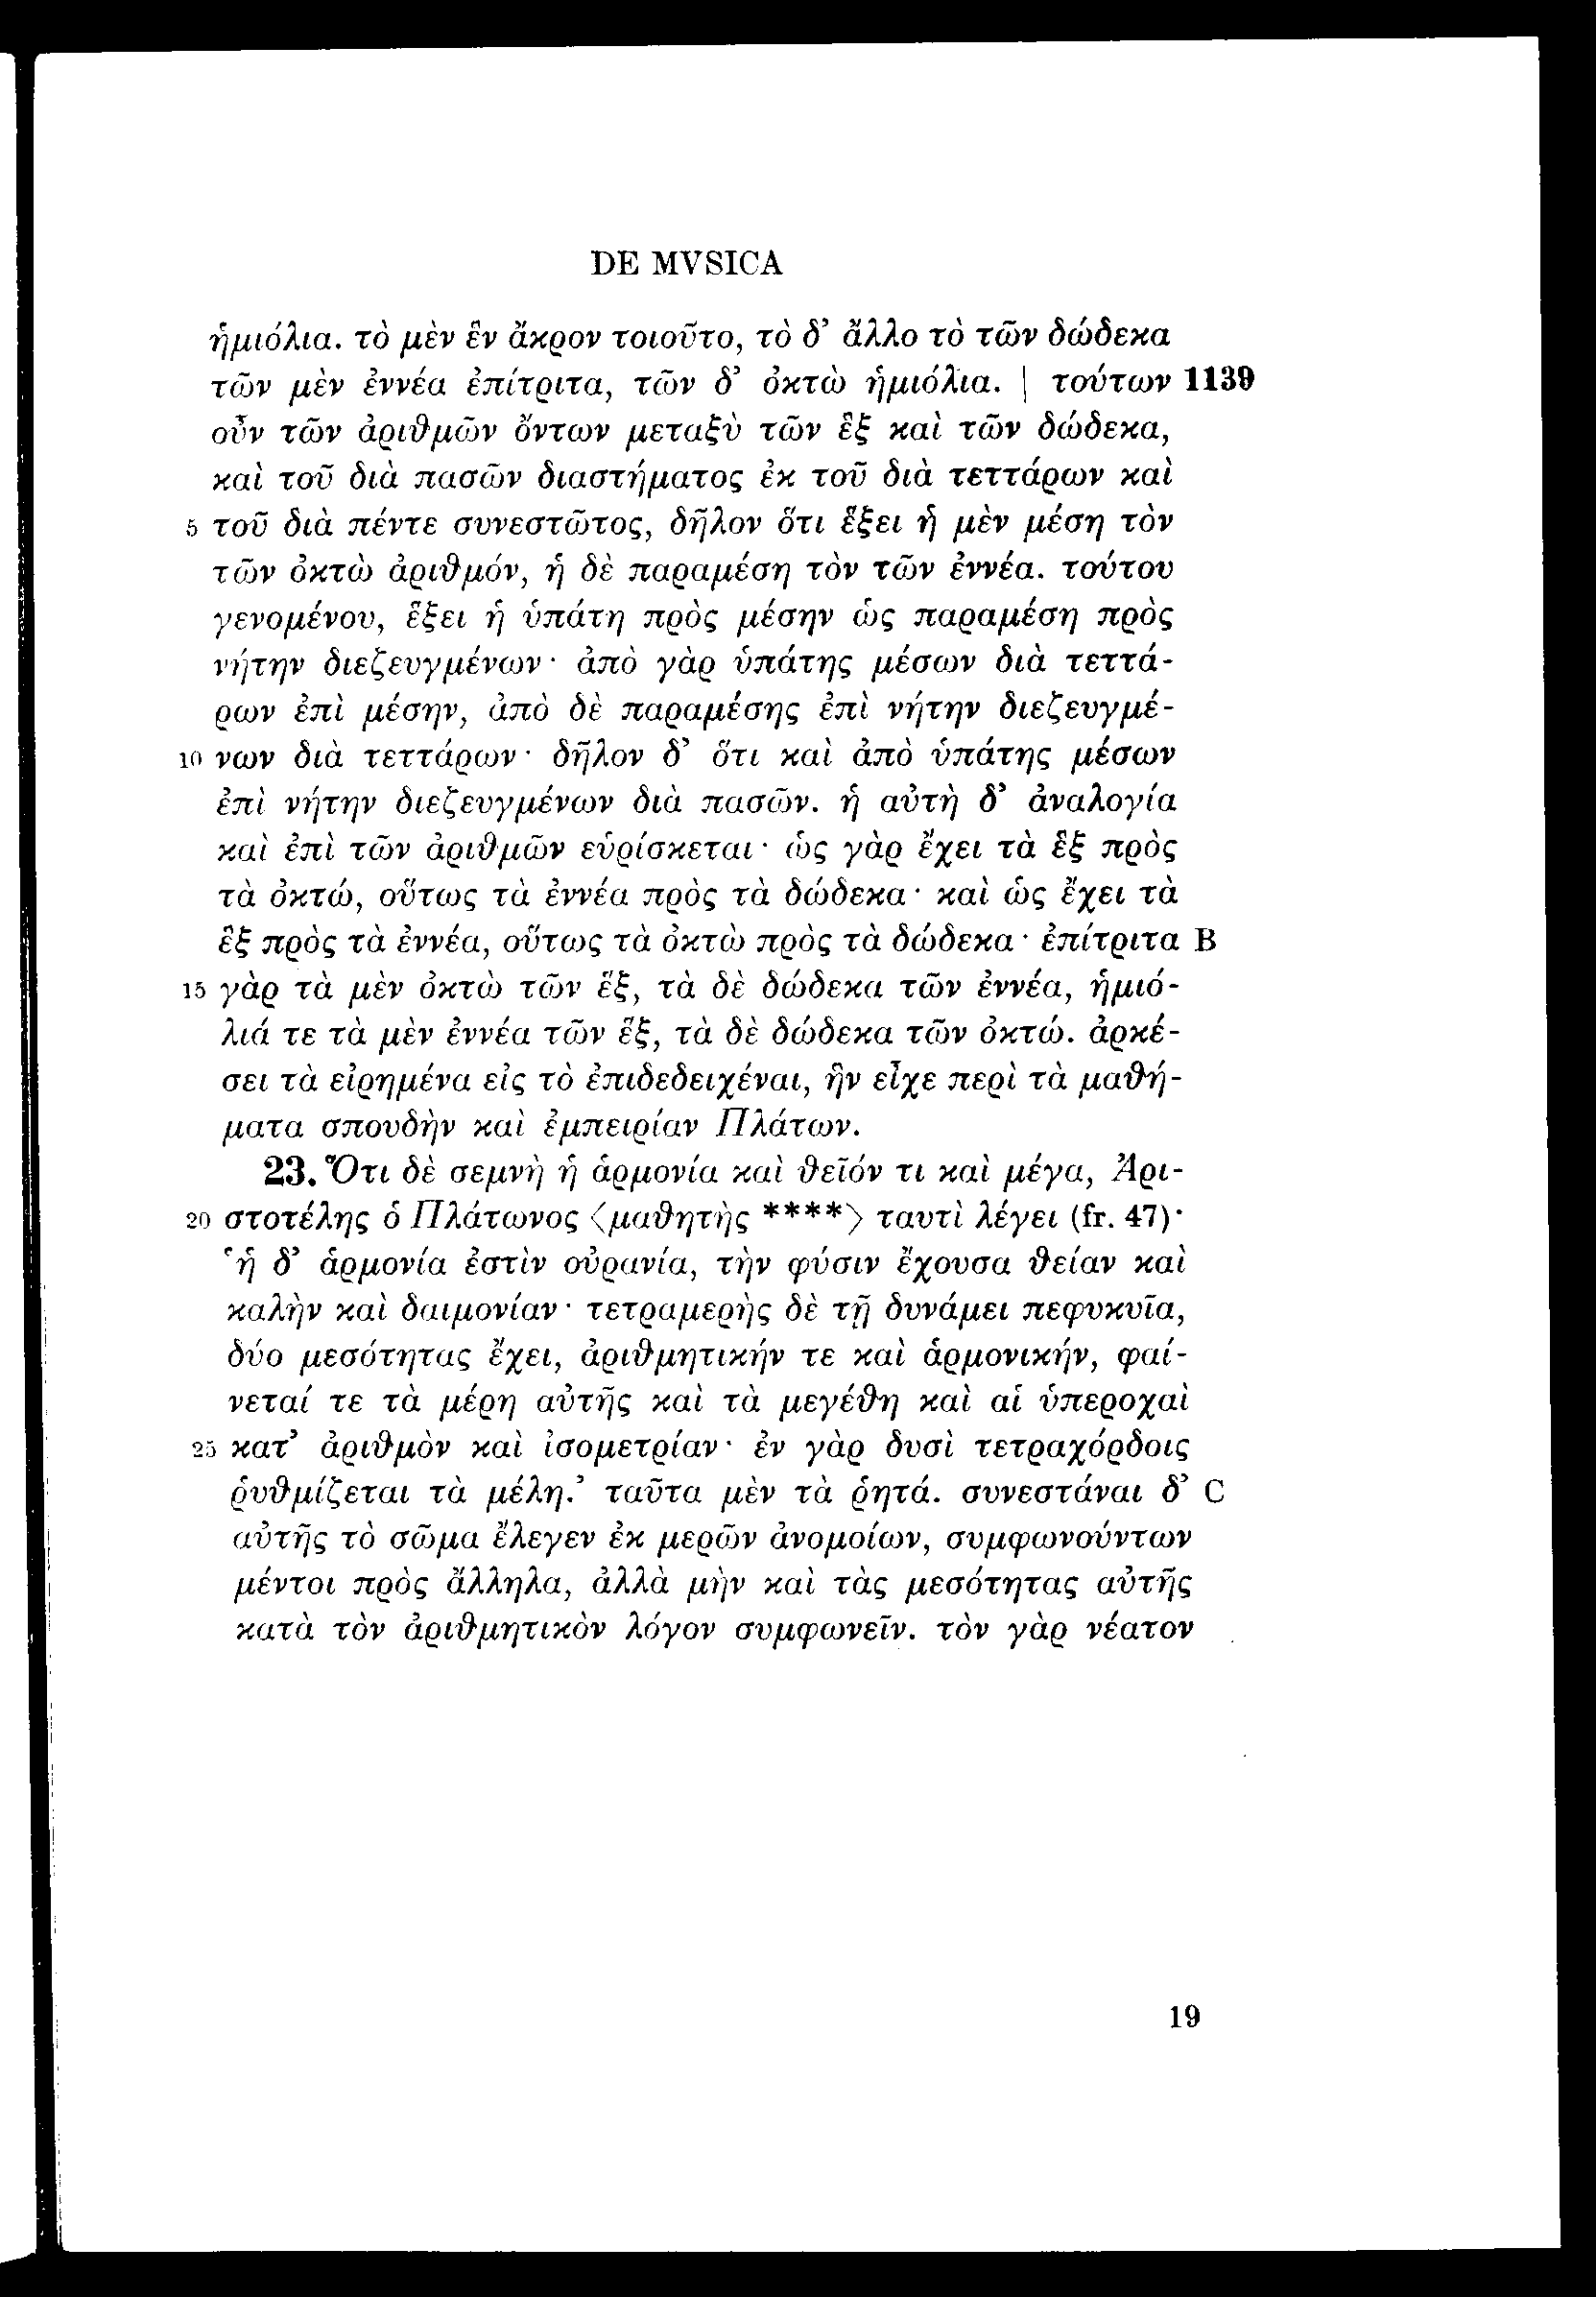 DE MVSICA
ἡμιόλια. τὸ μὲν ἓν ἄκρον τοιοῦτο, τὸ δ’ ἄλλο τὸ τῶν δώδεκα
τῶν μὲν ἐννέα ἐπίτριτα, τῶν δ’ ὀκτὼ ἡμιόλια. | τούτων 1139
οὖν τῶν ἀριθμῶν ὄντων μεταξὺ τῶν ἓξ καὶ τῶν δώδεκα,
καὶ τοῦ διὰ πασῶν διαστήματος ἐκ τοῦ διὰ τεττάρων καὶ
5 τοῦ διὰ πέντε συνεστῶτος, δῆλον ὅτι ἕξει ἡ μὲν μέση τὸν
τῶν ὀκτὼ ἀριθμόν, ἡ δὲ παραμέση τὸν τῶν ἐννέα. τούτου
γενομένου, ἕξει ἡ ὑπάτη πρὸς μέσην ὡς παραμέση πρὸς
νήτην διεζευγμένων· ἀπὸ γὰρ ὑπάτης μέσων διὰ τεττά-
ρων ἐπὶ μέσην, ἀπὸ δὲ παραμέσης ἐπὶ νήτην διεζευγμέ-
10 νων διὰ τεττάρων· δῆλον δ’ ὅτι καὶ ἀπὸ ὑπάτης μέσων
ἐπὶ νήτην διεζευγμένων διὰ πασῶν. ἡ αὐτὴ δ’ ἀναλογία
καὶ ἐπὶ τῶν ἀριθμῶν εὑρίσκεται· ὡς γὰρ ἔχει τὰ ἓξ πρὸς
τὰ ὀκτώ, οὕτως τὰ ἐννέα πρὸς τὰ δώδεκα· καὶ ὡς ἔχει τὰ
ἓξ πρὸς τὰ ἐννέα, οὕτως τὰ ὀκτὼ πρὸς τὰ δώδεκα· ἐπίτριτα B
15 γὰρ τὰ μὲν ὀκτὼ τῶν ἕξ, τὰ δὲ δώδεκα τῶν ἐννέα, ἡμιό-
λιά τε τὰ μὲν ἐννέα τῶν ἕξ, τὰ δὲ δώδεκα τῶν ὀκτώ. ἀρκέ-
σει τὰ εἰρημένα εἰς τὸ ἐπιδεδειχέναι, ἣν εἶχε περὶ τὰ μαθή-
ματα σπουδὴν καὶ ἐμπειρίαν Πλάτων.
23. Ὅτι δὲ σεμνὴ ἡ ἁρμονία καὶ θεῖόν τι καὶ μέγα, Ἀρι-
20 στοτέλης ὁ Πλάτωνος ⟨μαθητὴς ****⟩ ταυτὶ λέγει (fr. 47)·
‘ἡ δ’ ἁρμονία ἐστὶν οὐρανία, τὴν φύσιν ἔχουσα θείαν καὶ
καλὴν καὶ δαιμονίαν· τετραμερὴς δὲ τῇ δυνάμει πεφυκυῖα,
δύο μεσότητας ἔχει, ἀριθμητικήν τε καὶ ἁρμονικήν, φαί-
νεταί τε τὰ μέρη αὐτῆς καὶ τὰ μεγέθη καὶ αἱ ὑπεροχαὶ
25 κατ’ ἀριθμὸν καὶ ἰσομετρίαν· ἐν γὰρ δυσὶ τετραχόρδοις
ῥυθμίζεται τὰ μέλη.’ ταῦτα μὲν τὰ ῥητά. συνεστάναι δ’ C
αὐτῆς τὸ σῶμα ἔλεγεν ἐκ μερῶν ἀνομοίων, συμφωνούντων
μέντοι πρὸς ἄλληλα, ἀλλὰ μὴν καὶ τὰς μεσότητας αὐτῆς
κατὰ τὸν ἀριθμητικὸν λόγον συμφωνεῖν. τὸν γὰρ νέατον
19